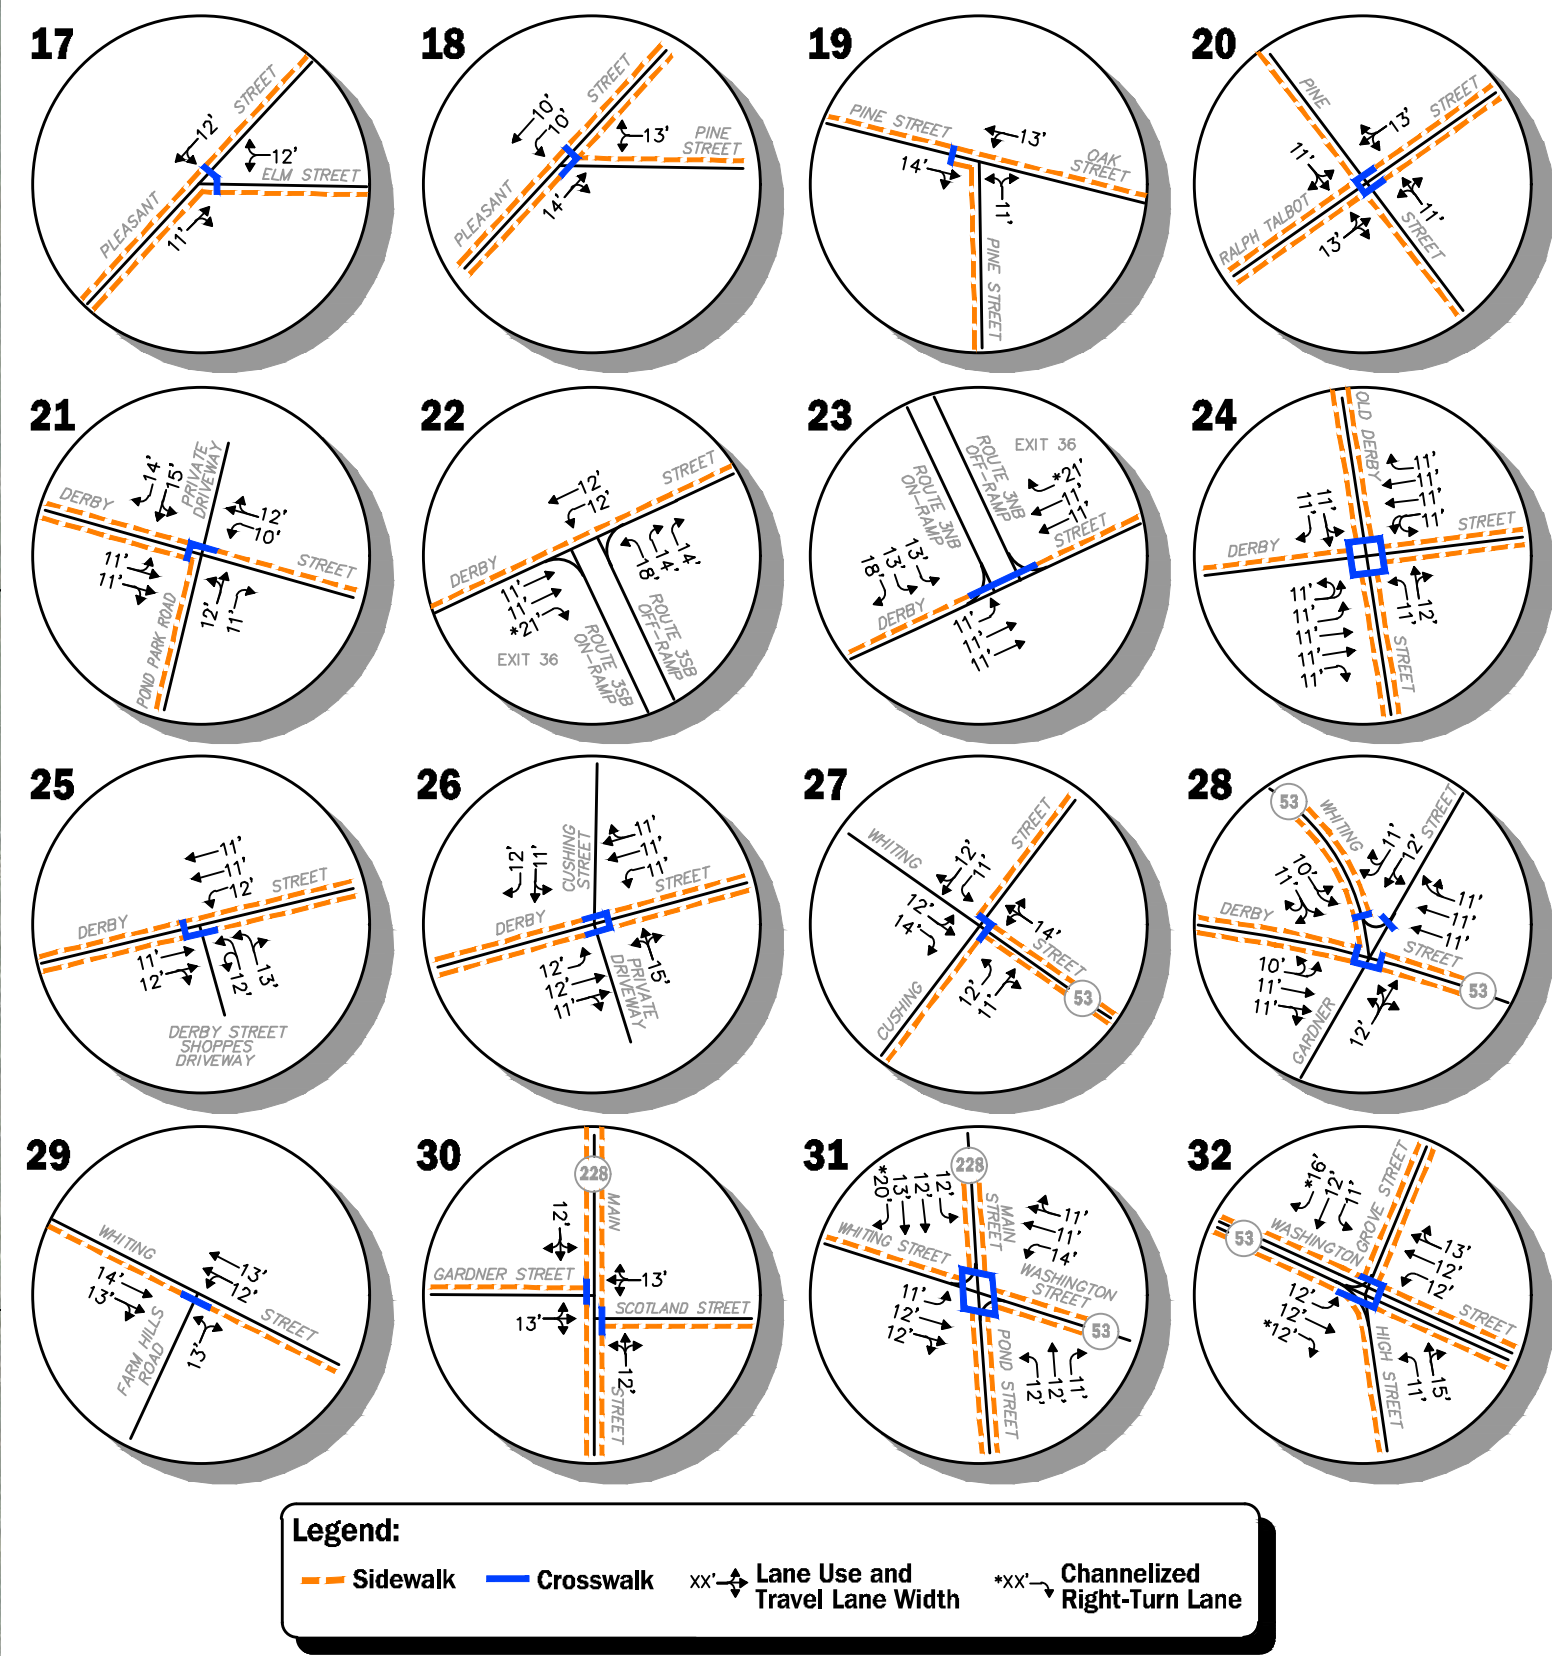 17
PLEASANT
STREET
ELM STREET
12'
12'
11'
18
PLEASANT
STREET
PINE
STREET
10'
10'
13'
14'
19
PINE STREET
OAK
STREET
PINE STREET
13'
14'
11'
20
PINE
STREET
RALPH TALBOT
STREET
13'
11'
11'
13'
21
DERBY
STREET
PRIVATE
DRIVEWAY
POND PARK ROAD
14'
15'
12'
10'
11'
11'
12'
11'
22
DERBY
STREET
12'
12'
11'
11'
*21'
18'
14'
14'
EXIT 36
ROUTE 3SB
ON-RAMP
ROUTE 3SB
OFF-RAMP
23
EXIT 36
ROUTE 3NB
OFF-RAMP
ROUTE 3NB
ON-RAMP
DERBY
STREET
*21'
11'
11'
18'
13'
13'
11'
11'
11'
24
OLD DERBY
STREET
DERBY
STREET
11'
11'
11'
11'
11'
11'
11'
11'
11'
11'
11'
11'
12'
25
DERBY
STREET
11'
11'
12'
11'
12'
12'
13'
DERBY STREET
SHOPPES
DRIVEWAY
26
CUSHING
STREET
DERBY
STREET
PRIVATE
DRIVEWAY
12'
11'
11'
11'
11'
12'
12'
11'
15'
27
WHITING
STREET
CUSHING
STREET
53
12'
11'
12'
14'
14'
12'
11'
28
53
WHITING
STREET
DERBY
STREET
GARDNER
53
11'
12'
10'
11'
11'
11'
11'
10'
11'
11'
12'
29
WHITING
STREET
FARM HILLS
ROAD
13'
12'
14'
13'
13'
30
228
MAIN
STREET
GARDNER STREET
SCOTLAND STREET
12'
13'
13'
12'
31
228
MAIN
STREET
WHITING STREET
WASHINGTON
STREET
53
POND STREET
*20'
13'
12'
12'
11'
11'
14'
11'
12'
12'
12'
12'
11'
32
53
WASHINGTON
STREET
GROVE STREET
HIGH STREET
*16'
12'
11'
13'
12'
12'
12'
12'
*12'
11'
15'
Legend:
Sidewalk
Crosswalk
XX'
Lane Use and
Travel Lane Width
*XX'
Channelized
Right-Turn Lane